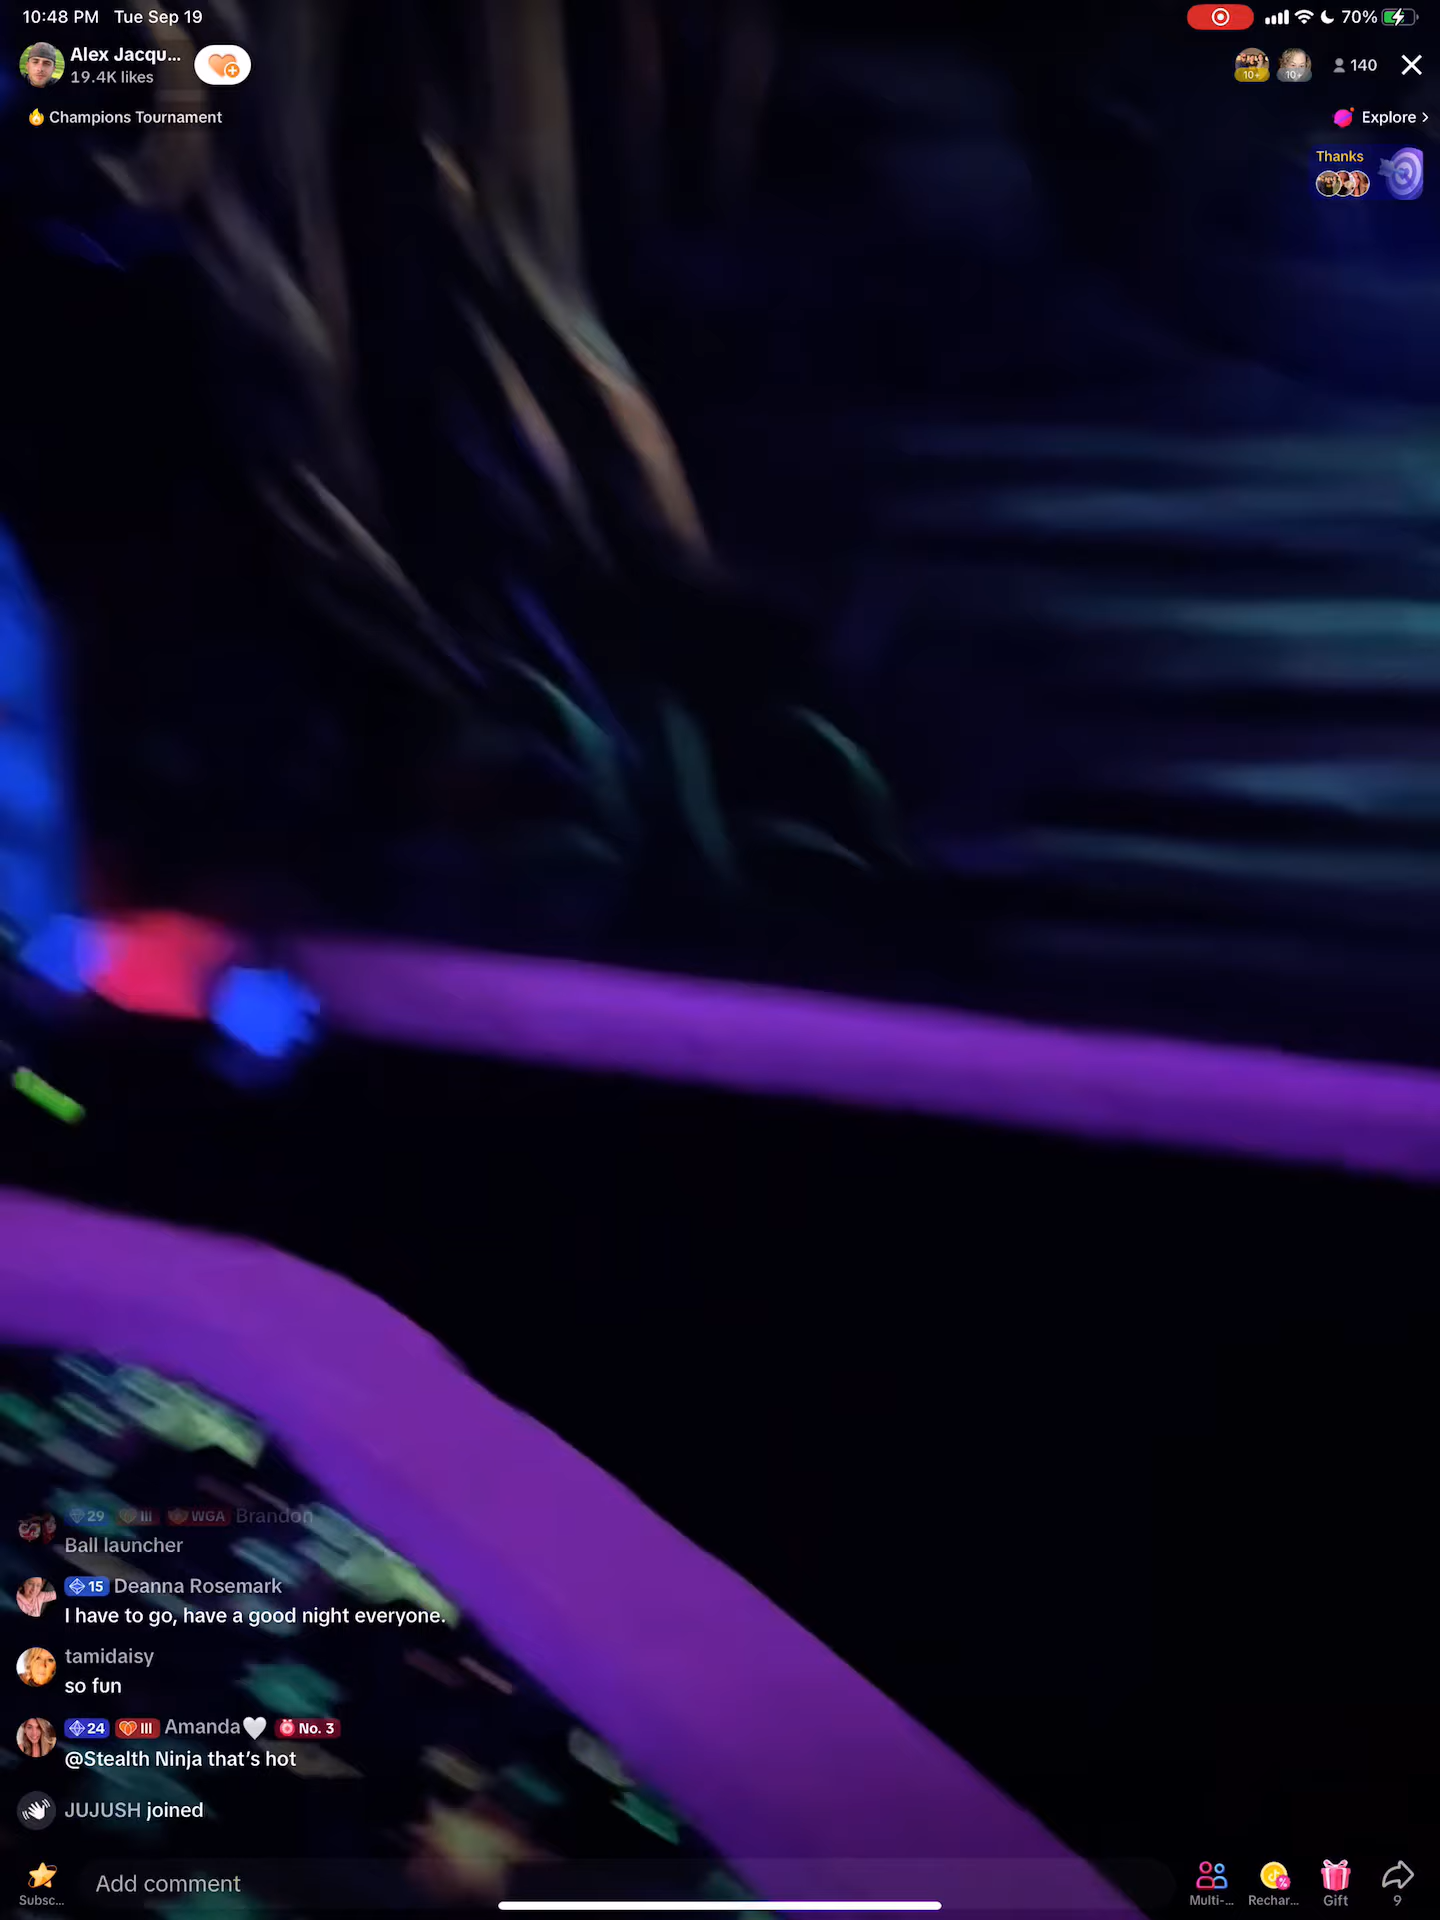 10:48 PM Tue Sep 19
70%
Alex Jacqu...
19.4K likes
10+
10+
140
Champions Tournament
Explore >
Thanks
29 III WGA Brandon
Ball launcher
15 Deanna Rosemark
I have to go, have a good night everyone.
tamidaisy
so fun
24 III Amanda🤍 No. 3
@Stealth Ninja that's hot
JUJUSH joined
Subsc...
Add comment
Multi-...
Rechar...
Gift
9